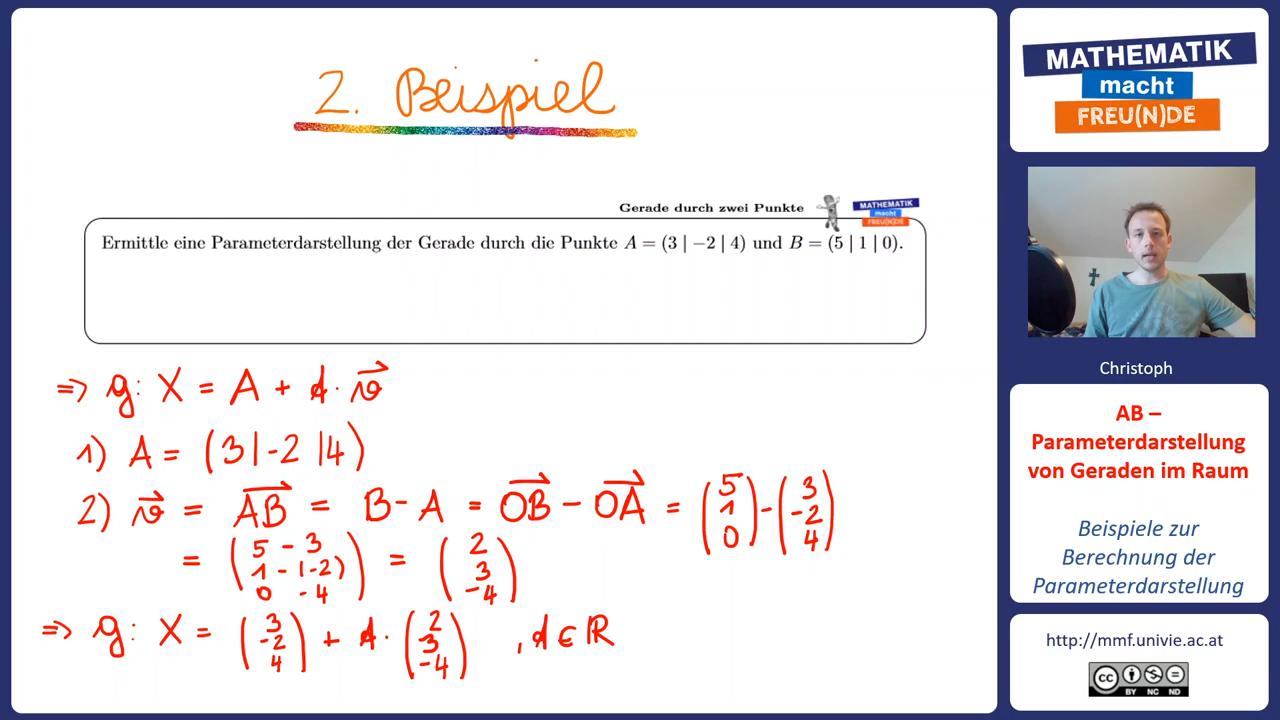 2. Beispiel
Gerade durch zwei Punkte
MATHEMATIK
macht
FREU(N)DE
Ermittle eine Parameterdarstellung der Gerade durch die Punkte A = (3 | −2 | 4) und B = (5 | 1 | 0).
=> g: X = A + s · v⃗
1) A = (3 | -2 | 4)
2) v⃗ = A⃗B⃗ = B - A = O⃗B⃗ - O⃗A⃗ = (5 1 0) - (3 -2 4)
= (5 - 3 1 - (-2) 0 - 4) = (2 3 -4)
=> g: X = (3 -2 4) + s · (2 3 -4) , s ∈ ℝ
MATHEMATIK
macht
FREU(N)DE
Christoph
AB –
Parameterdarstellung
von Geraden im Raum
Beispiele zur
Berechnung der
Parameterdarstellung
http://mmf.univie.ac.at
cc
BY NC ND